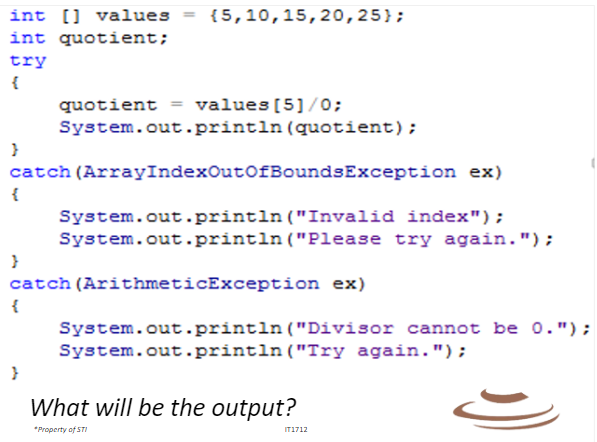 int [] values = {5,10,15,20,25};
int quotient;
try
{
    quotient = values[5]/0;
    System.out.println(quotient);
}
catch(ArrayIndexOutOfBoundsException ex)
{
    System.out.println("Invalid index");
    System.out.println("Please try again.");
}
catch(ArithmeticException ex)
{
    System.out.println("Divisor cannot be 0.");
    System.out.println("Try again.");
}
What will be the output?
*Property of STI
IT1712